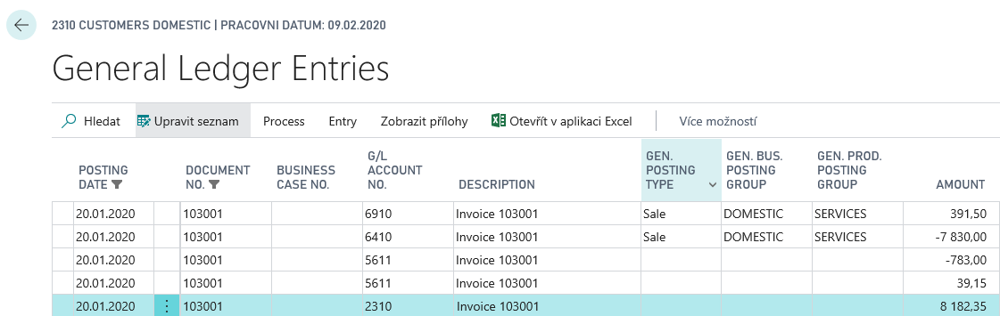 2310 CUSTOMERS DOMESTIC | PRACOVNI DATUM: 09.02.2020
General Ledger Entries
Hledat Upravit seznam Process Entry Zobrazit přílohy Otevřít v aplikaci Excel Více možností
POSTING DATE DOCUMENT NO. BUSINESS CASE NO. G/L ACCOUNT NO. DESCRIPTION GEN. POSTING TYPE GEN. BUS. POSTING GROUP GEN. PROD. POSTING GROUP AMOUNT
20.01.2020 103001 6910 Invoice 103001 Sale DOMESTIC SERVICES 391,50
20.01.2020 103001 6410 Invoice 103001 Sale DOMESTIC SERVICES -7 830,00
20.01.2020 103001 5611 Invoice 103001 -783,00
20.01.2020 103001 5611 Invoice 103001 39,15
20.01.2020 103001 2310 Invoice 103001 8 182,35